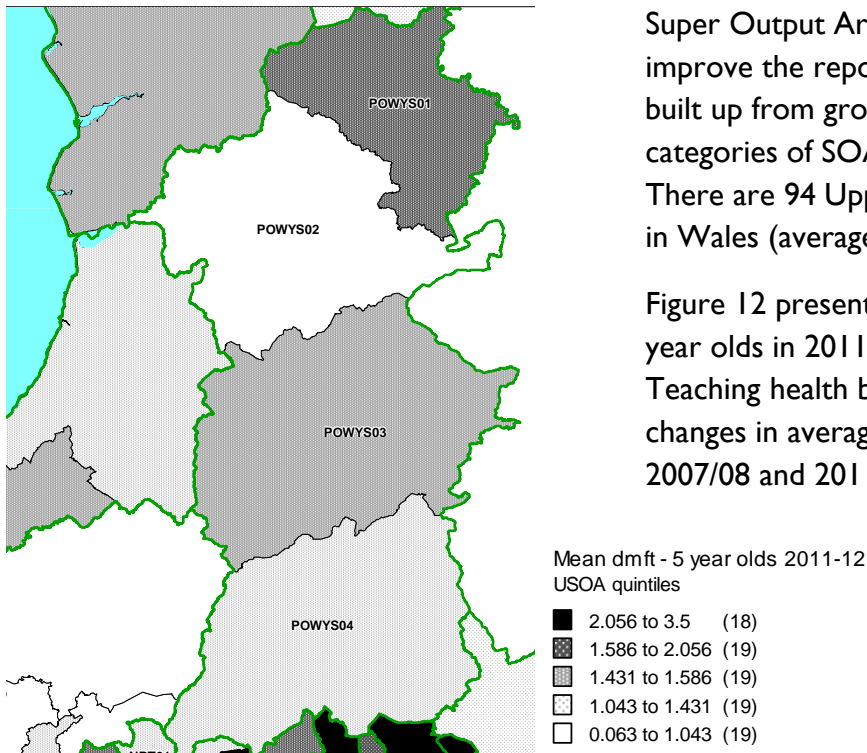 Super Output Ar
improve the repo
built up from gro
categories of SOA
There are 94 Upp
in Wales (average
Figure 12 present
year olds in 2011
Teaching health b
changes in averag
2007/08 and 201
POWYS01
POWYS02
POWYS03
POWYS04
Mean dmft - 5 year olds 2011-12
USOA quintiles
2.056 to 3.5 (18)
1.586 to 2.056 (19)
1.431 to 1.586 (19)
1.043 to 1.431 (19)
0.063 to 1.043 (19)